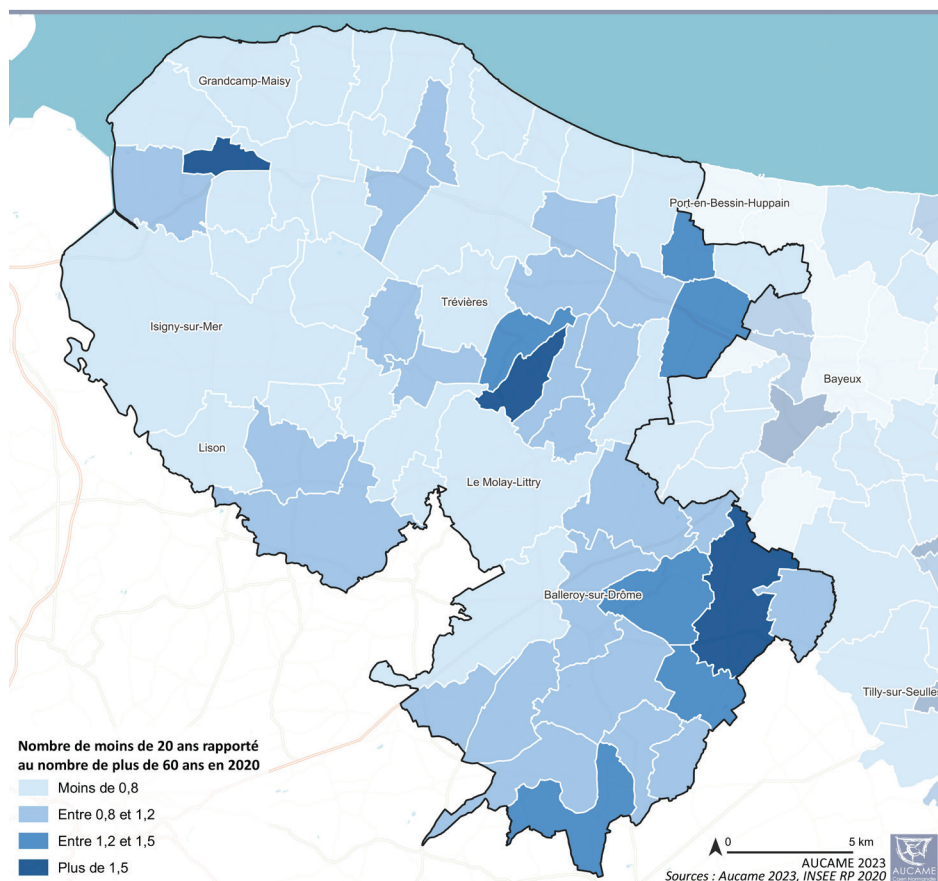 Grandcamp-Maisy
Port-en-Bessin-Huppain
Trévières
Isigny-sur-Mer
Bayeux
Lison
Le Molay-Littry
Balleroy-sur-Drôme
Tilly-sur-Seulles
Nombre de moins de 20 ans rapporté
au nombre de plus de 60 ans en 2020
Moins de 0,8
Entre 0,8 et 1,2
Entre 1,2 et 1,5
Plus de 1,5
0 5 km
AUCAME 2023
Sources : Aucame 2023, INSEE RP 2020
AUCAME
Caen Normandie